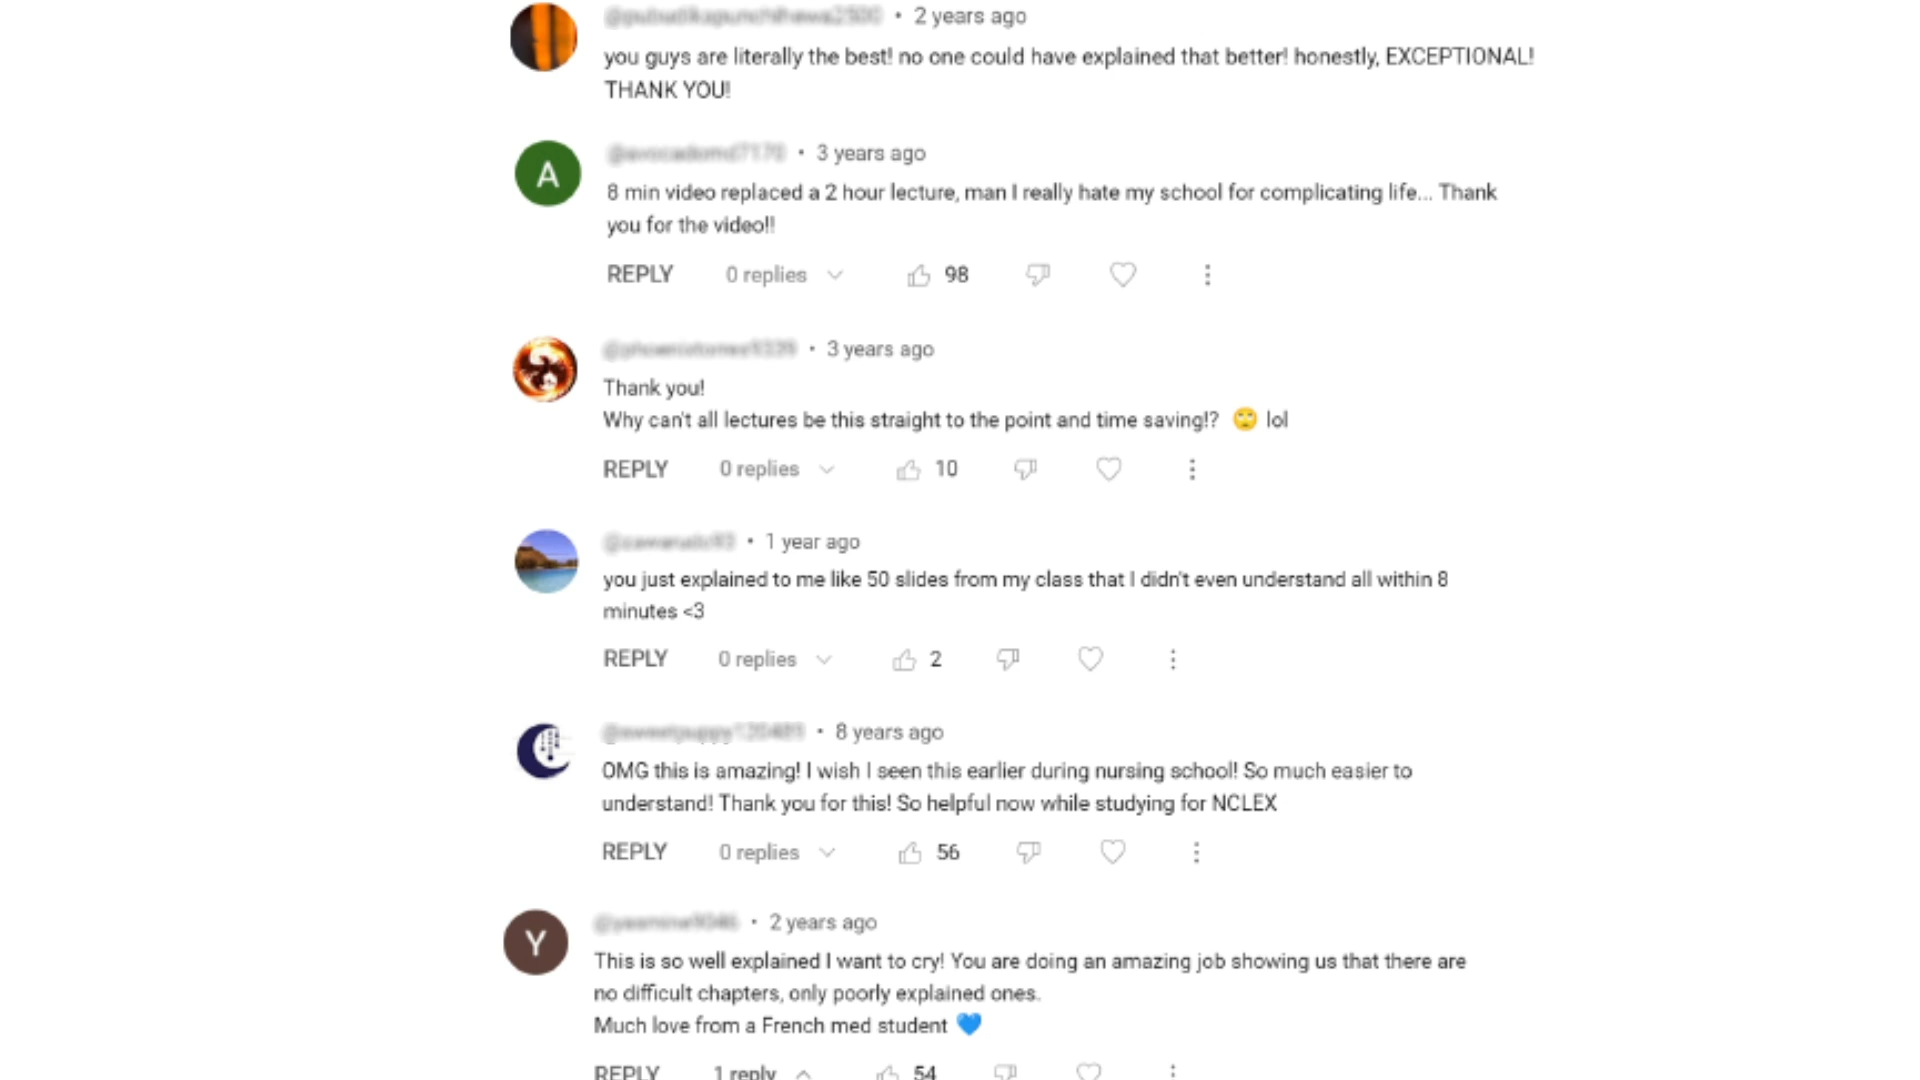 • 2 years ago
you guys are literally the best! no one could have explained that better! honestly, EXCEPTIONAL!
THANK YOU!
A
• 3 years ago
8 min video replaced a 2 hour lecture, man I really hate my school for complicating life... Thank
you for the video!!
REPLY 0 replies 98
• 3 years ago
Thank you!
Why can't all lectures be this straight to the point and time saving!? 🙄 lol
REPLY 0 replies 10
• 1 year ago
you just explained to me like 50 slides from my class that I didn't even understand all within 8
minutes <3
REPLY 0 replies 2
• 8 years ago
OMG this is amazing! I wish I seen this earlier during nursing school! So much easier to
understand! Thank you for this! So helpful now while studying for NCLEX
REPLY 0 replies 56
Y
• 2 years ago
This is so well explained I want to cry! You are doing an amazing job showing us that there are
no difficult chapters, only poorly explained ones.
Much love from a French med student 💙
REPLY 1 reply 54